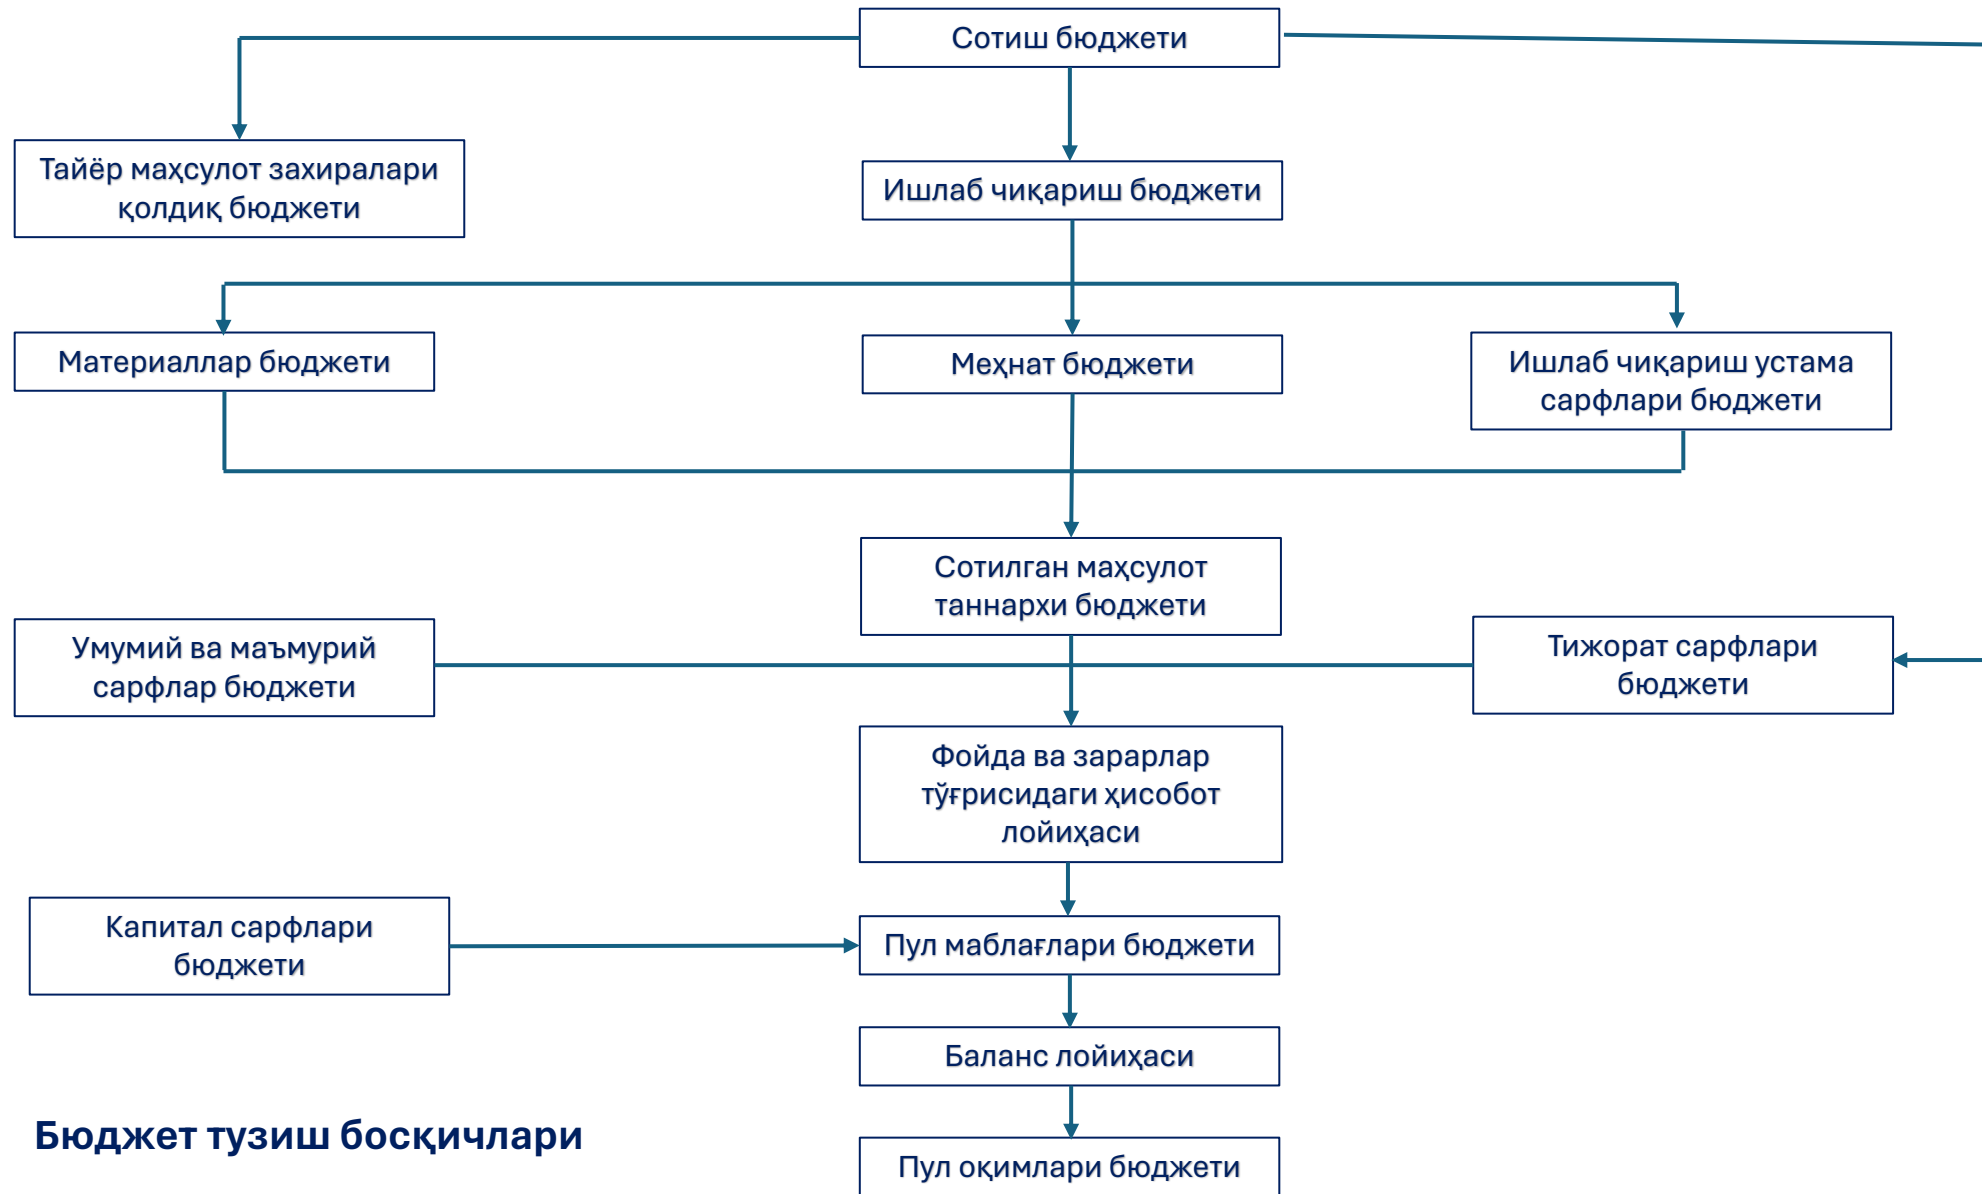 Сотиш бюджети
Тайёр маҳсулот захиралари
қолдиқ бюджети
Ишлаб чиқариш бюджети
Материаллар бюджети
Меҳнат бюджети
Ишлаб чиқариш устама
сарфлари бюджети
Сотилган маҳсулот
таннархи бюджети
Умумий ва маъмурий
сарфлар бюджети
Тижорат сарфлари
бюджети
Фойда ва зарарлар
тўғрисидаги ҳисобот
лойиҳаси
Капитал сарфлари
бюджети
Пул маблағлари бюджети
Баланс лойиҳаси
Бюджет тузиш босқичлари
Пул оқимлари бюджети